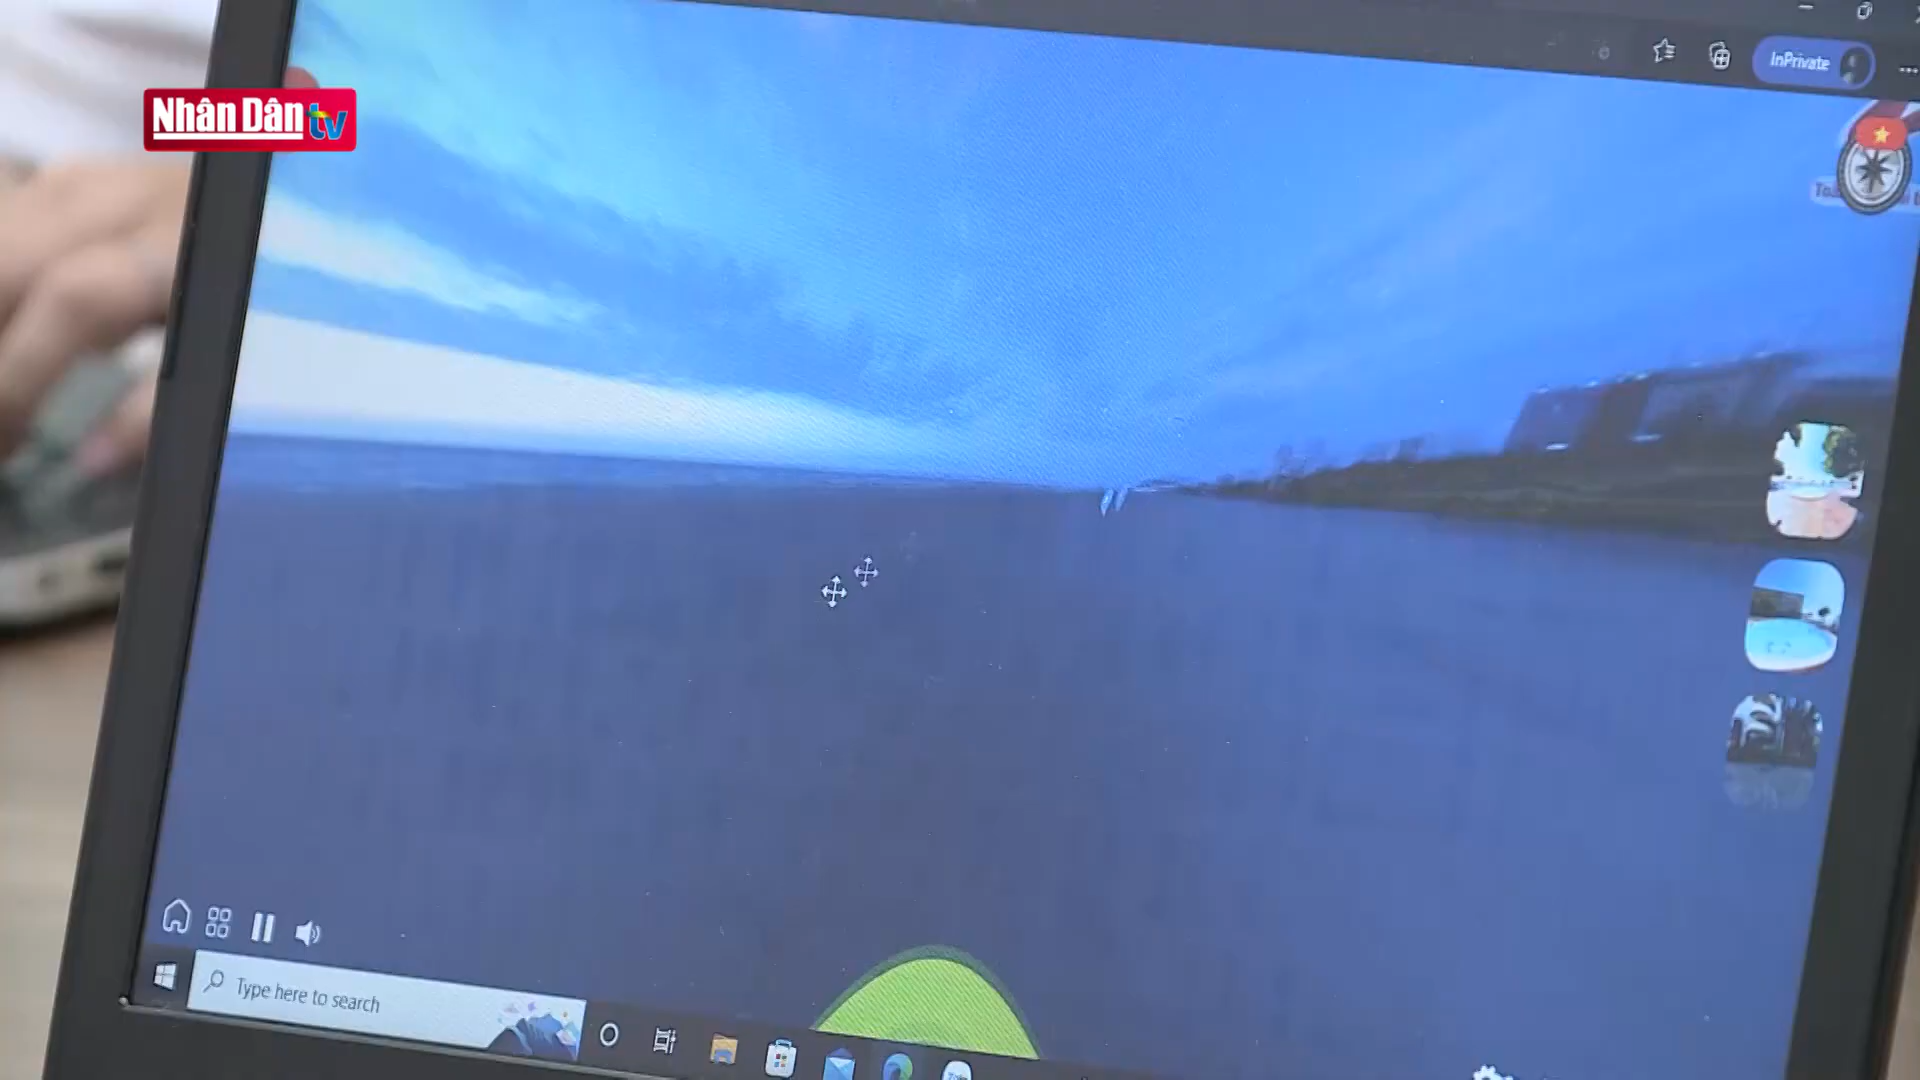 Nhân Dân tv
InPrivate
Type here to search